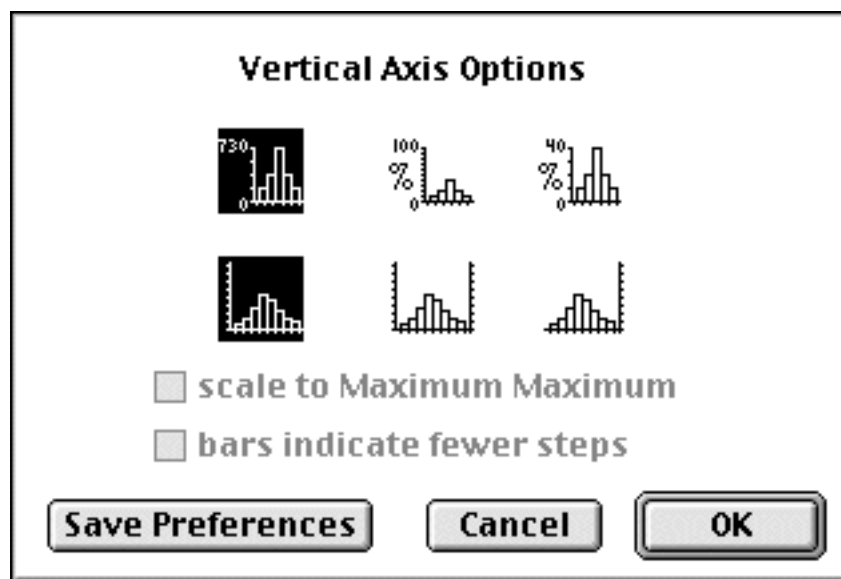 Vertical Axis Options
730 100 40
% %
0 0 0
scale to Maximum Maximum
bars indicate fewer steps
Save Preferences Cancel OK